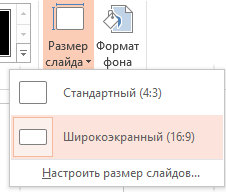 Размер Формат
слайда фона
Стандартный (4:3)
Широкоэкранный (16:9)
Настроить размер слайдов...